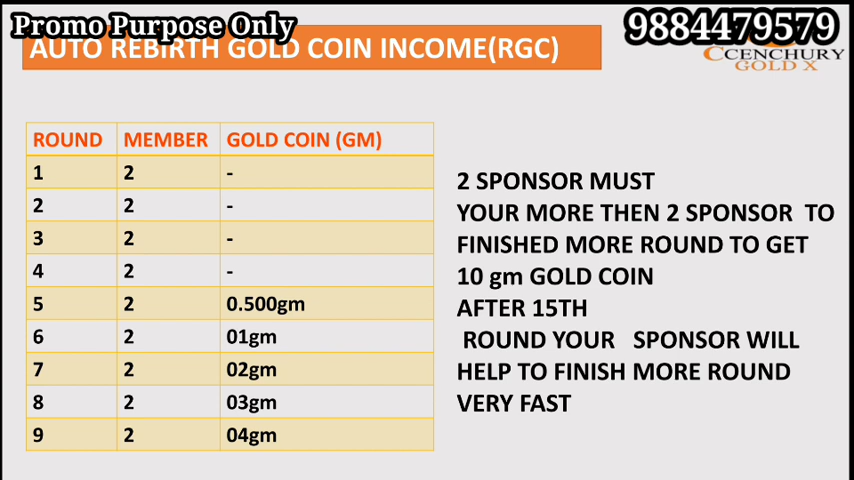 Promo Purpose Only
9884479579
AUTO REBIRTH GOLD COIN INCOME(RGC)
CCENCHURY
GOLD X
ROUND MEMBER GOLD COIN (GM)
1 2 -
2 2 -
3 2 -
4 2 -
5 2 0.500gm
6 2 01gm
7 2 02gm
8 2 03gm
9 2 04gm
2 SPONSOR MUST
YOUR MORE THEN 2 SPONSOR TO
FINISHED MORE ROUND TO GET
10 gm GOLD COIN
AFTER 15TH
ROUND YOUR SPONSOR WILL
HELP TO FINISH MORE ROUND
VERY FAST